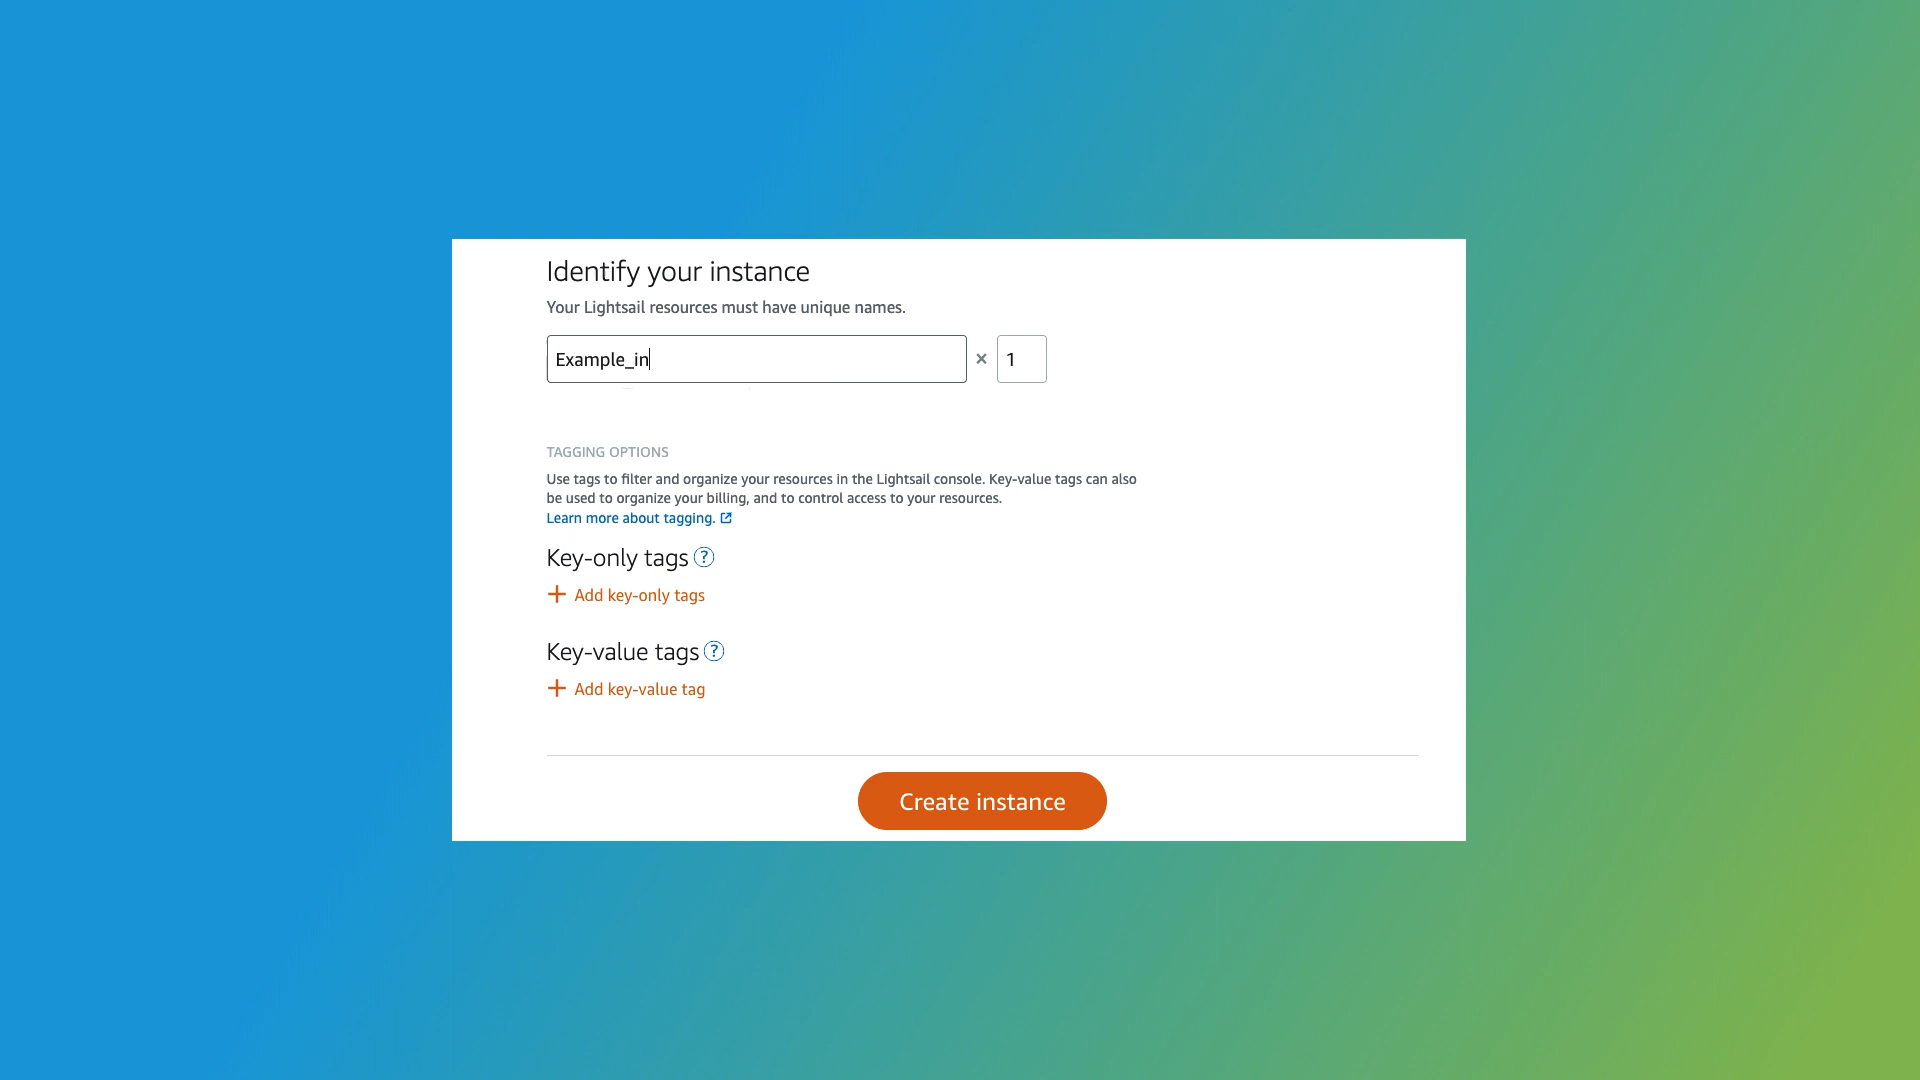 Identify your instance
Your Lightsail resources must have unique names.
Example_in × 1
TAGGING OPTIONS
Use tags to filter and organize your resources in the Lightsail console. Key-value tags can also
be used to organize your billing, and to control access to your resources.
Learn more about tagging.
Key-only tags ?
+ Add key-only tags
Key-value tags ?
+ Add key-value tag
Create instance